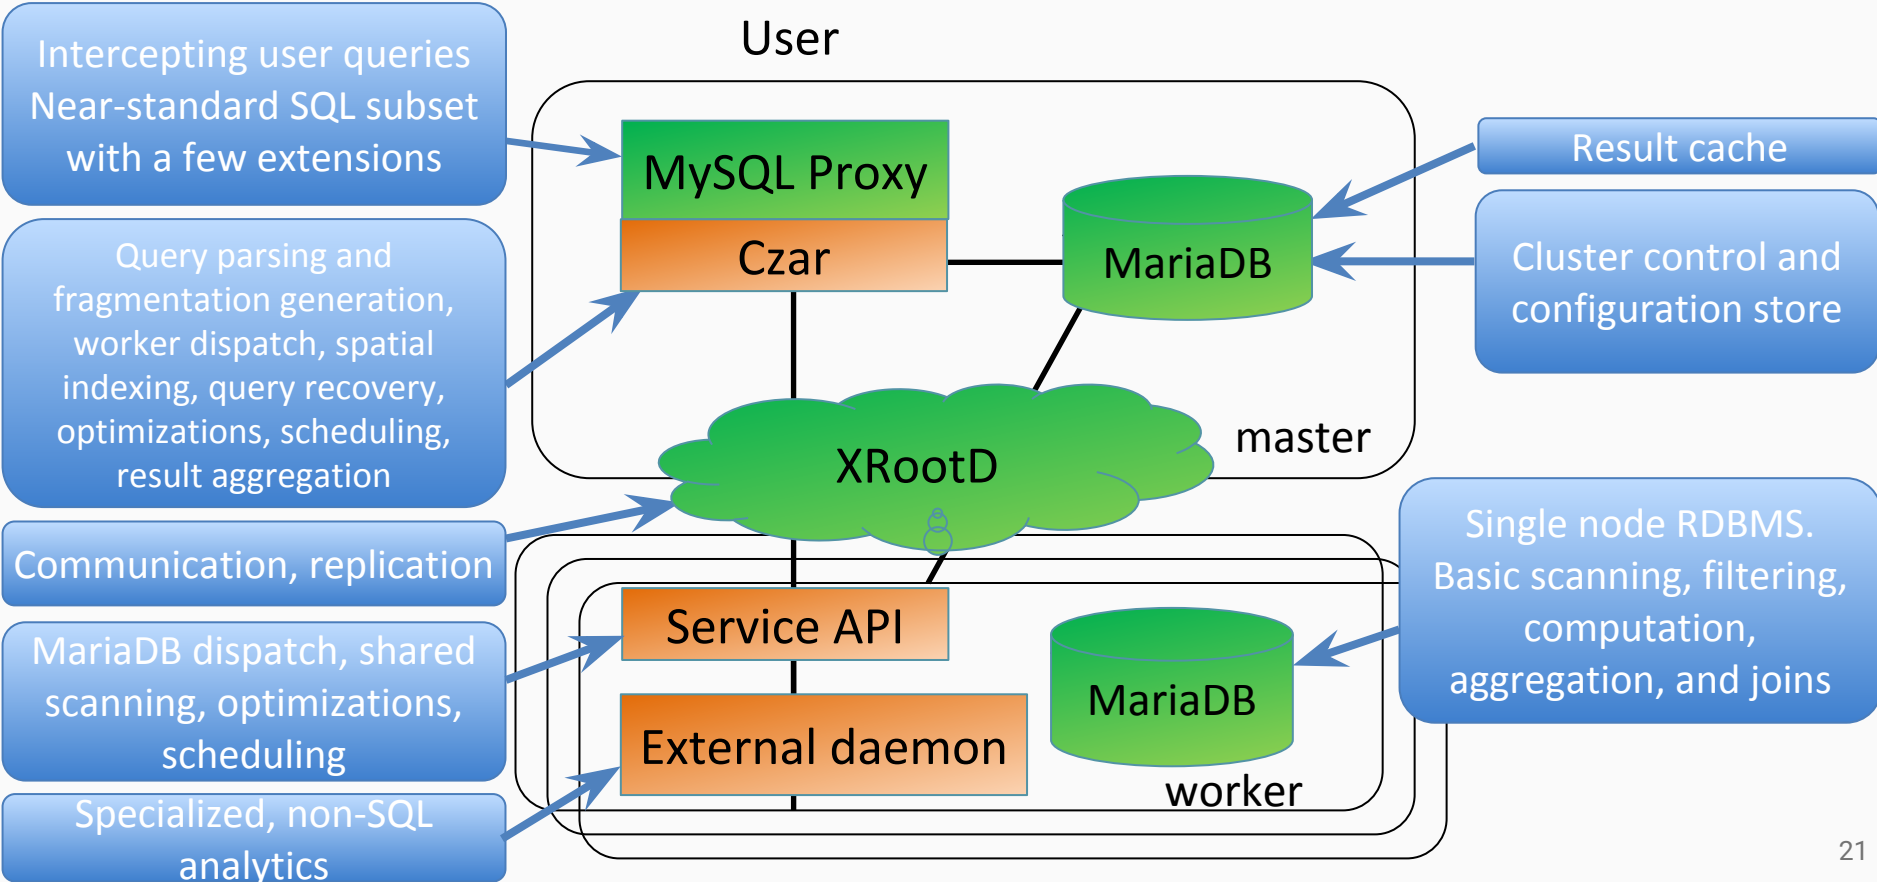 User
Intercepting user queries
Near-standard SQL subset
with a few extensions
MySQL Proxy
Result cache
Query parsing and
fragmentation generation,
worker dispatch, spatial
indexing, query recovery,
optimizations, scheduling,
result aggregation
Czar
MariaDB
Cluster control and
configuration store
master
XRootD
Communication, replication
Single node RDBMS.
Basic scanning, filtering,
computation,
aggregation, and joins
MariaDB dispatch, shared
scanning, optimizations,
scheduling
Service API
MariaDB
External daemon
worker
Specialized, non-SQL
analytics
21